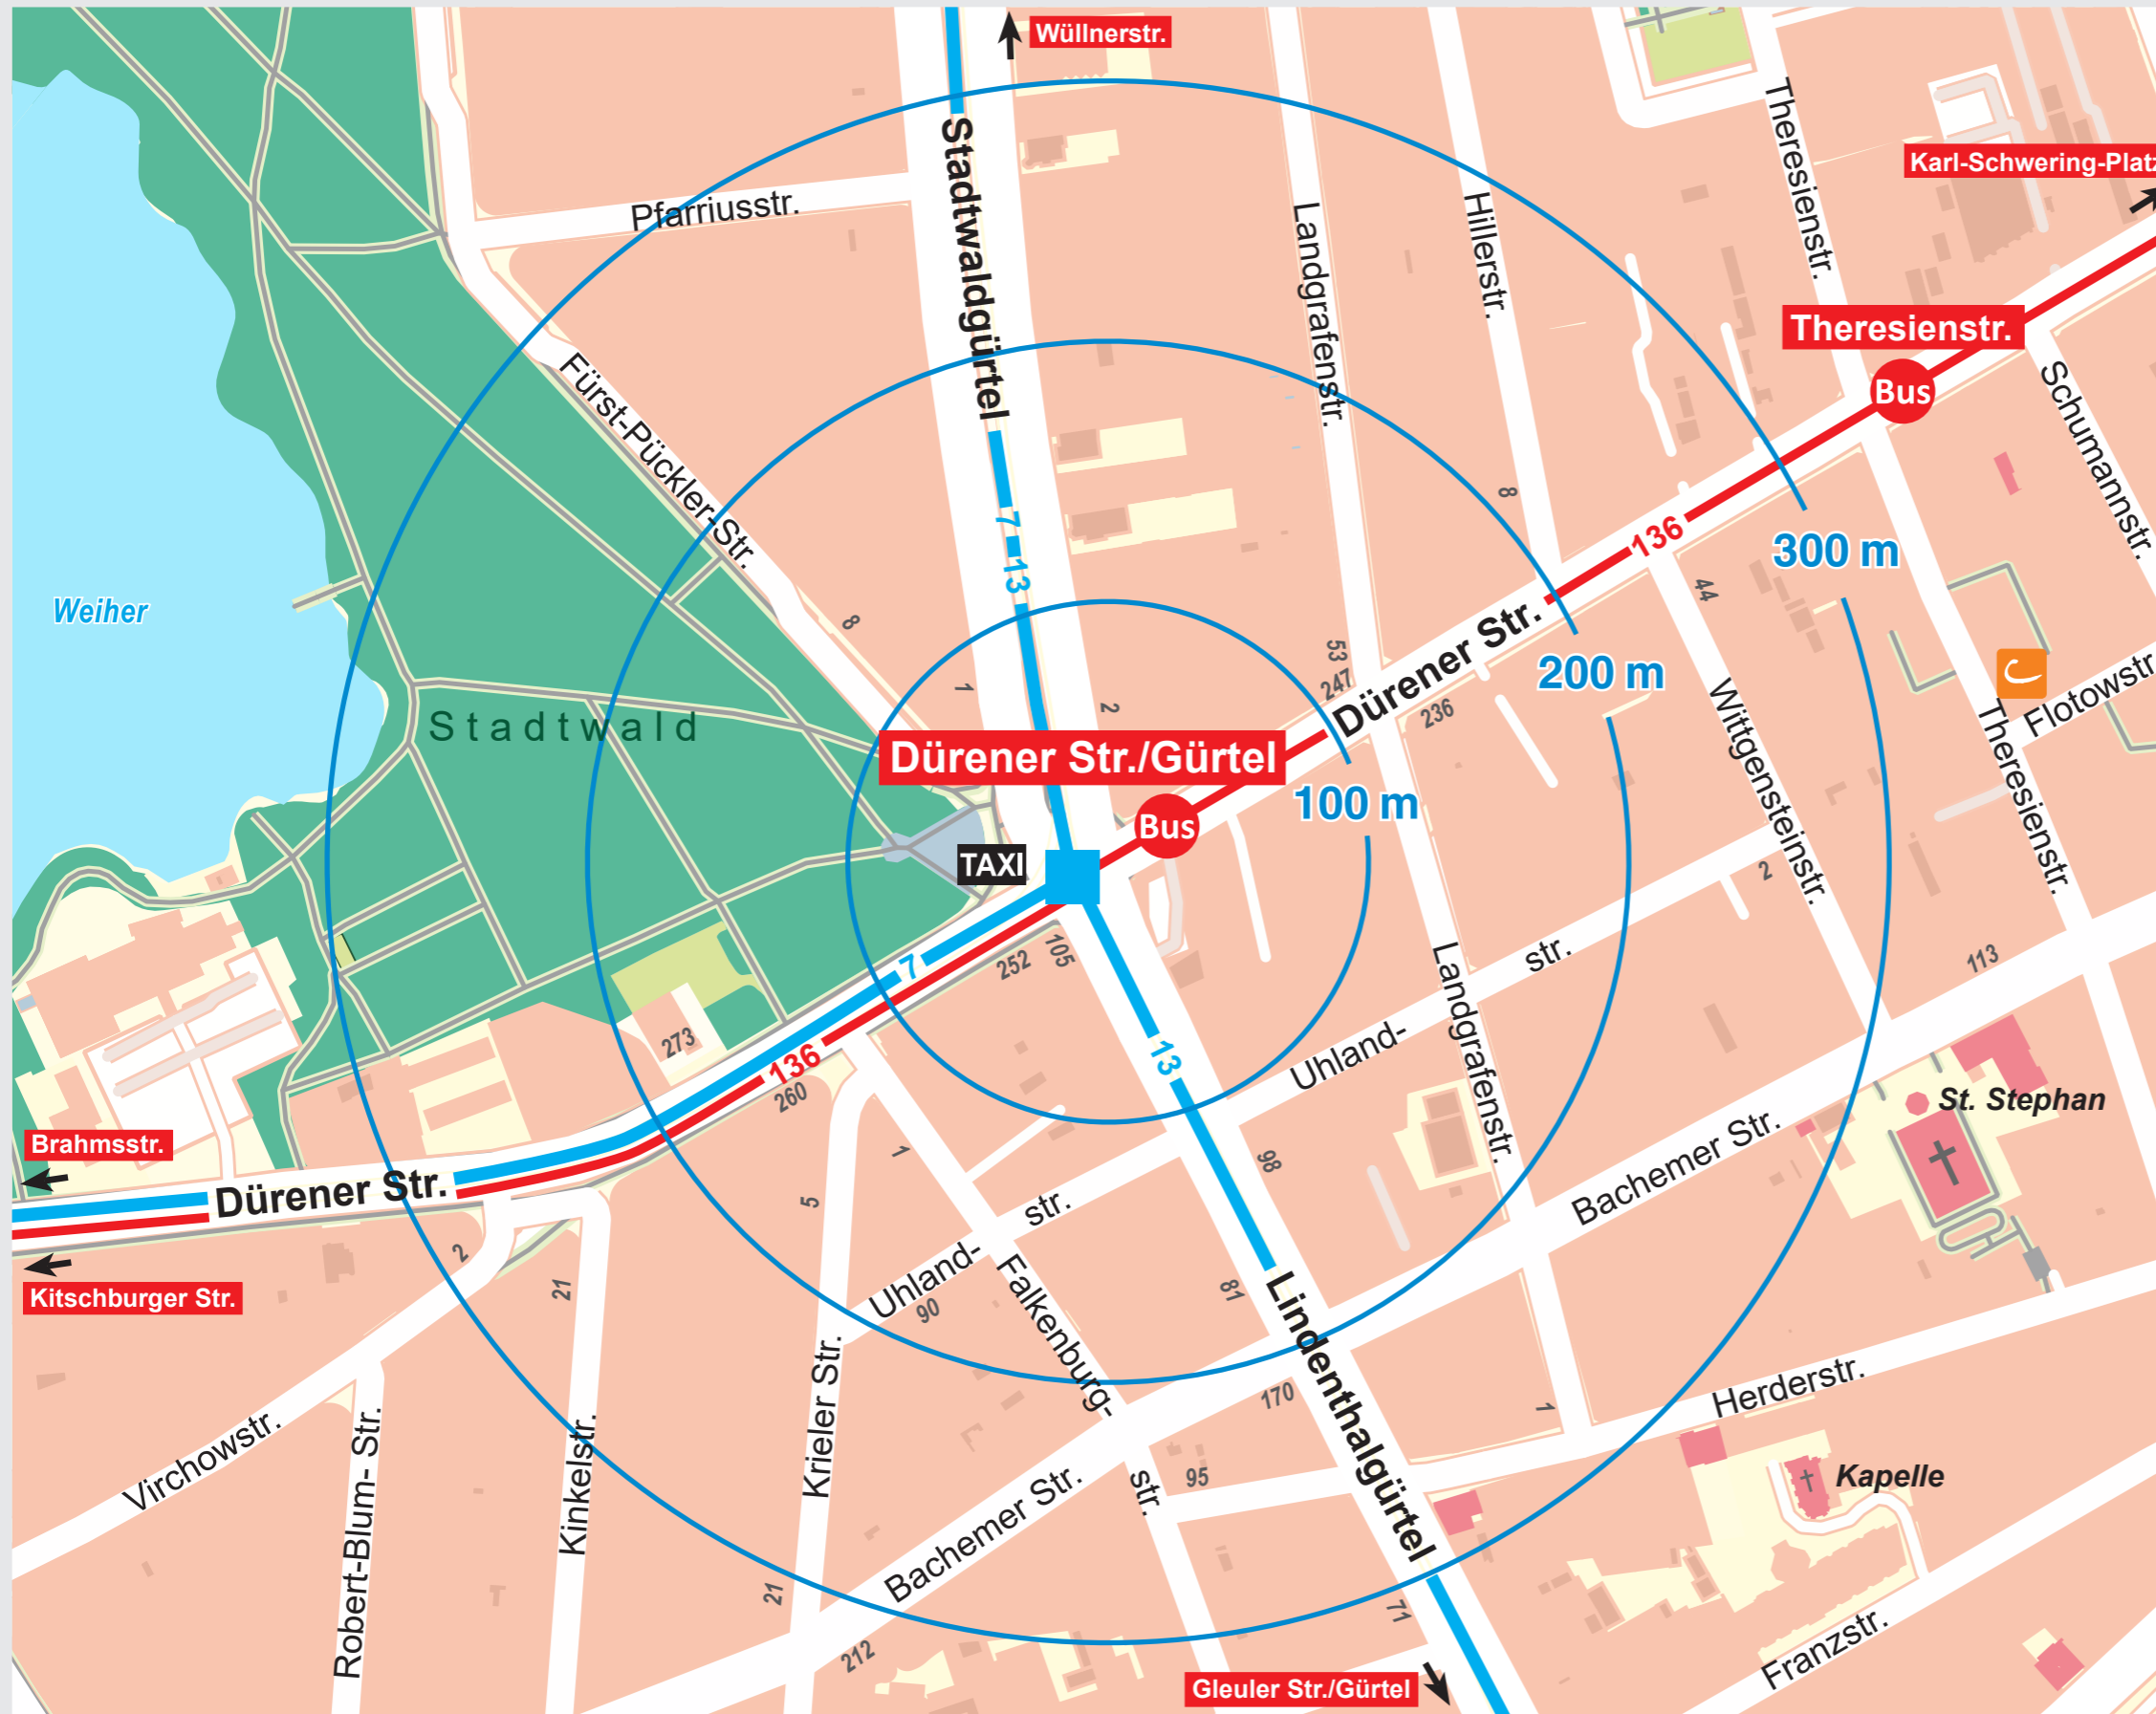 Wüllnerstr.
Karl-Schwering-Platz
Stadtwaldgürtel
Pfarriusstr.
Landgrafenstr.
Hillerstr.
Theresienstr.
Theresienstr.
Bus
Schumannstr.
Fürst-Pückler-Str.
7
13
8
136
300 m
44
Weiher
8
53
247
Dürener Str.
236
200 m
Wittgensteinstr.
Flotowstr.
Theresienstr.
1
2
Stadtwald
Dürener Str./Gürtel
100 m
Bus
TAXI
2
252
105
7
13
Landgrafenstr.
Uhland-
str.
113
273
136
260
St. Stephan
Brahmsstr.
Dürener Str.
Kitschburger Str.
1
5
98
Bachemer Str.
2
21
Uhland-
str.
90
Falkenburg-
str.
81
Lindenthalgürtel
170
1
Herderstr.
Virchowstr.
Robert-Blum- Str.
Kinkelstr.
Krieler Str.
Bachemer Str.
95
Kapelle
21
212
71
Franzstr.
Gleuler Str./Gürtel